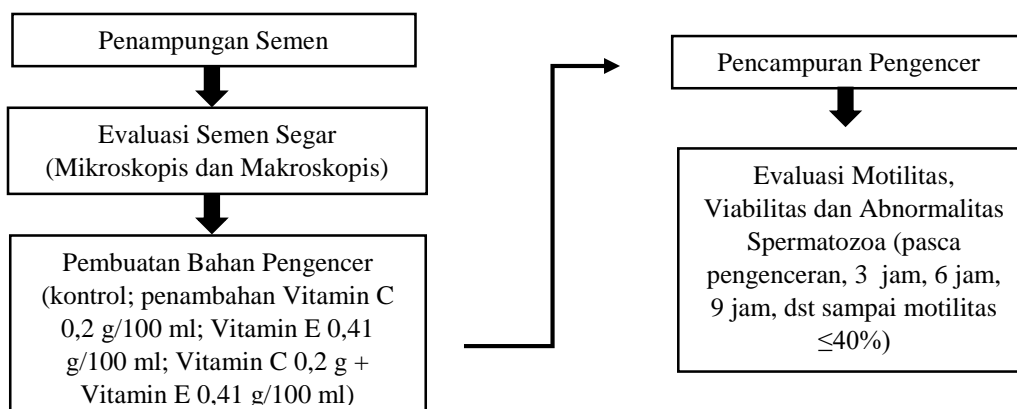 Penampungan Semen
Evaluasi Semen Segar
(Mikroskopis dan Makroskopis)
Pembuatan Bahan Pengencer
(kontrol; penambahan Vitamin C
0,2 g/100 ml; Vitamin E 0,41
g/100 ml; Vitamin C 0,2 g +
Vitamin E 0,41 g/100 ml)
Pencampuran Pengencer
Evaluasi Motilitas,
Viabilitas dan Abnormalitas
Spermatozoa (pasca
pengenceran, 3 jam, 6 jam,
9 jam, dst sampai motilitas
≤40%)